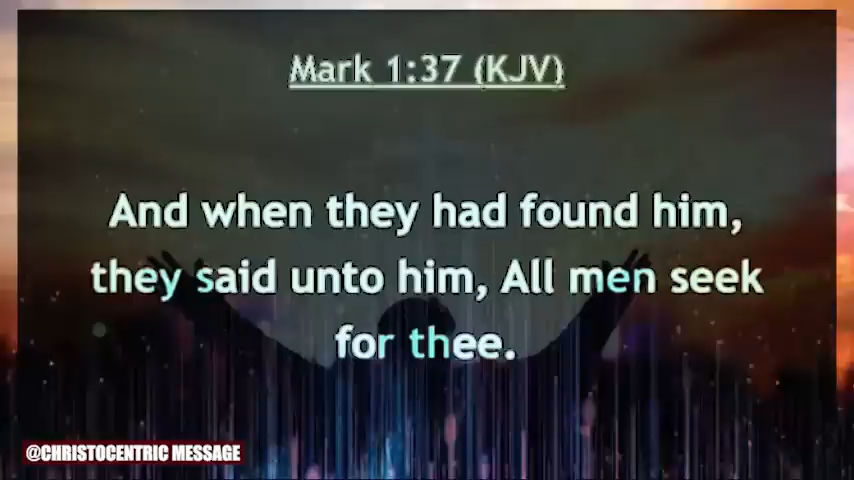 Mark 1:37 (KJV)
And when they had found him,
they said unto him, All men seek
for thee.
@CHRISTOCENTRIC MESSAGE